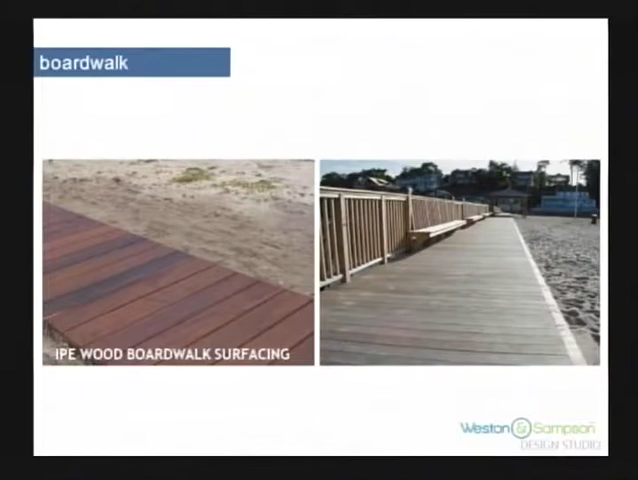 boardwalk
IPE WOOD BOARDWALK SURFACING
Weston & Sampson
DESIGN STUDIO